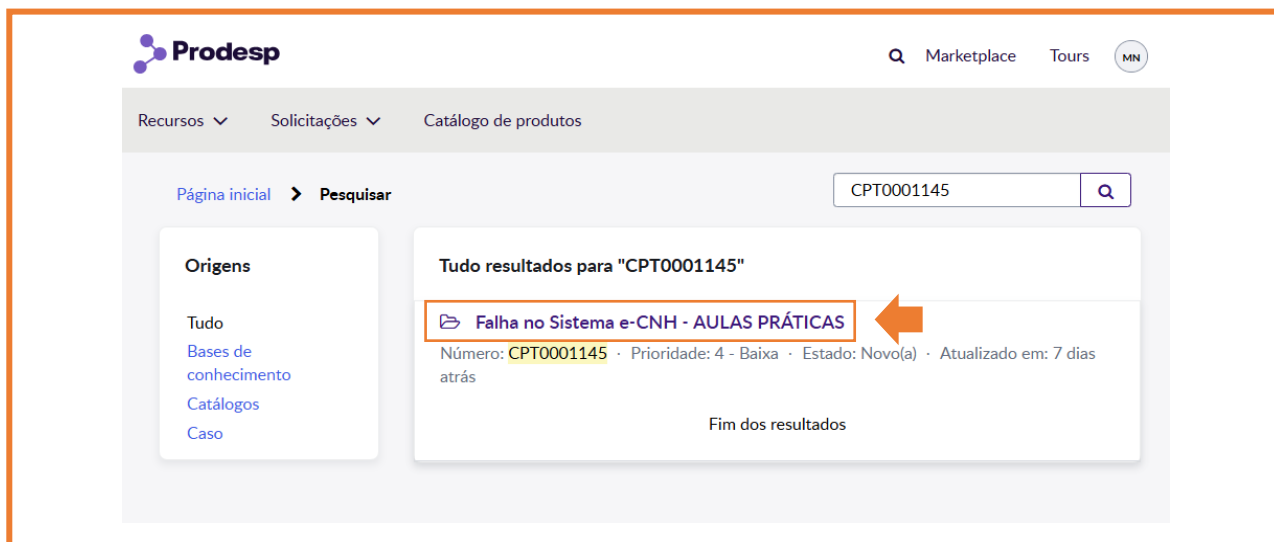 Prodesp
Marketplace Tours MN
Recursos Solicitações Catálogo de produtos
Página inicial Pesquisar
CPT0001145
Origens
Tudo
Bases de
conhecimento
Catálogos
Caso
Tudo resultados para "CPT0001145"
Falha no Sistema e-CNH - AULAS PRÁTICAS
Número: CPT0001145 · Prioridade: 4 - Baixa · Estado: Novo(a) · Atualizado em: 7 dias
atrás
Fim dos resultados